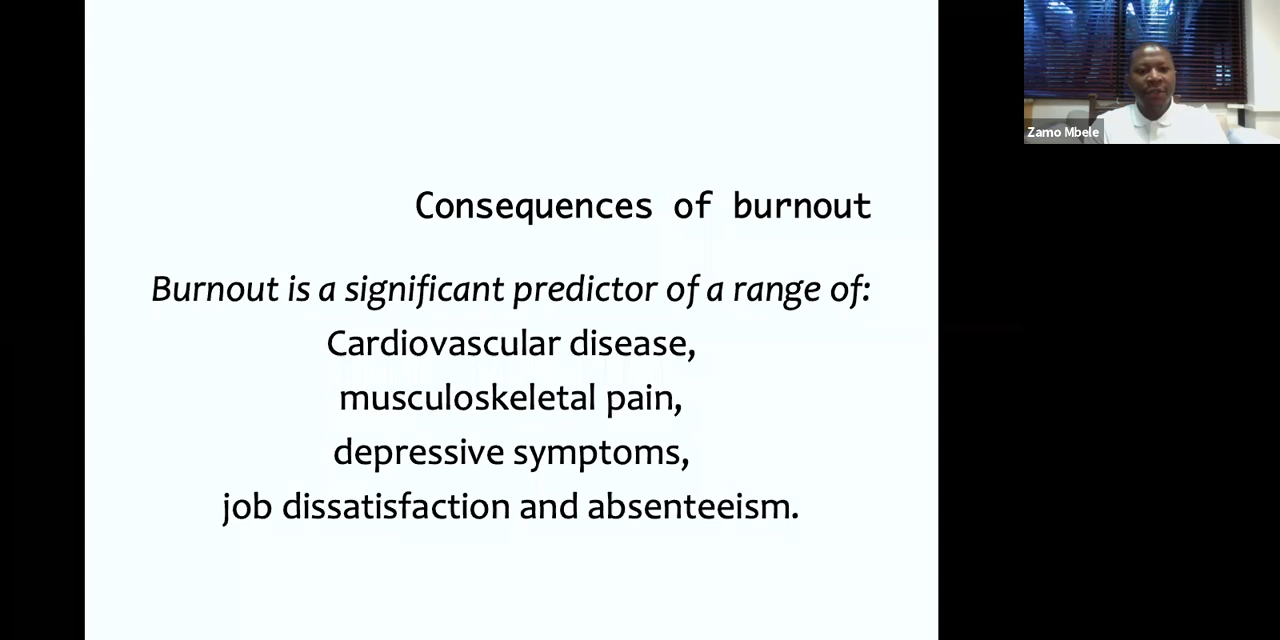 Consequences of burnout
Burnout is a significant predictor of a range of:
Cardiovascular disease,
musculoskeletal pain,
depressive symptoms,
job dissatisfaction and absenteeism.
Zamo Mbele